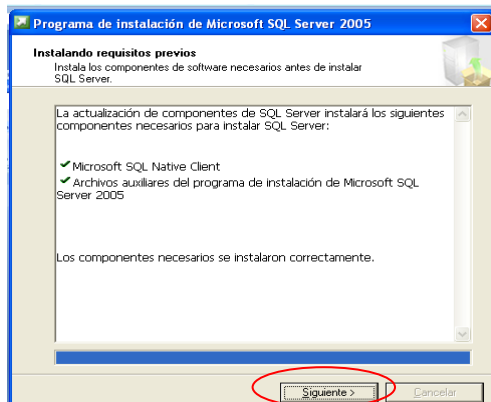 Programa de instalación de Microsoft SQL Server 2005
Instalando requisitos previos
Instala los componentes de software necesarios antes de instalar
SQL Server.
La actualización de componentes de SQL Server instalará los siguientes
componentes necesarios para instalar SQL Server:
Microsoft SQL Native Client
Archivos auxiliares del programa de instalación de Microsoft SQL
Server 2005
Los componentes necesarios se instalaron correctamente.
Siguiente >
Cancelar